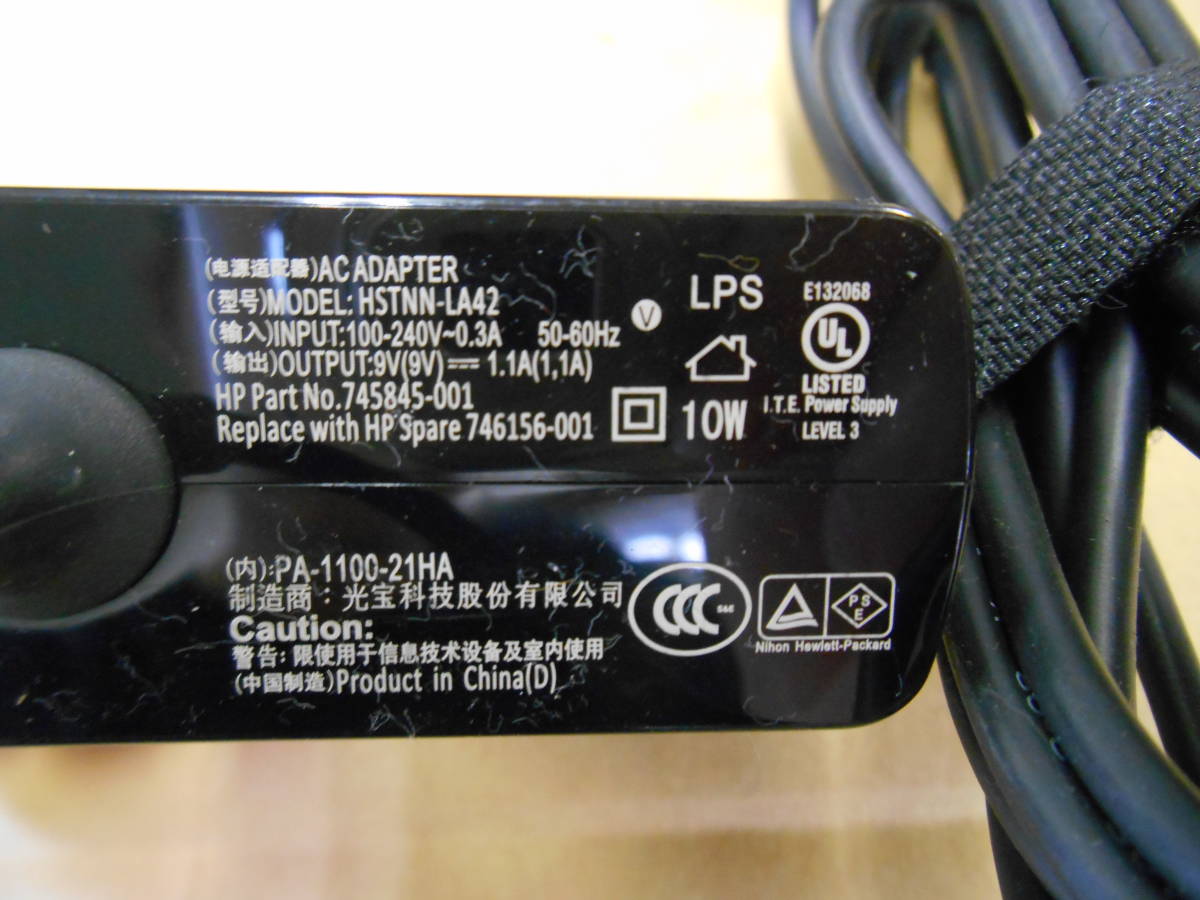 (电源适配器)AC ADAPTER
(型号)MODEL: HSTNN-LA42
(输入)INPUT:100-240V~0.3A 50-60Hz
(输出)OUTPUT:9V(9V)⎓ 1.1A(1,1A)
HP Part No.745845-001
Replace with HP Spare 746156-001
V
LPS
10W
E132068
UL
LISTED
I.T.E. Power Supply
LEVEL 3
(内):PA-1100-21HA
制造商：光宝科技股份有限公司
Caution:
警告: 限使用于信息技术设备及室内使用
(中国制造)Product in China(D)
CCC
S&E
PS
E
Nihon Hewlett-Packard